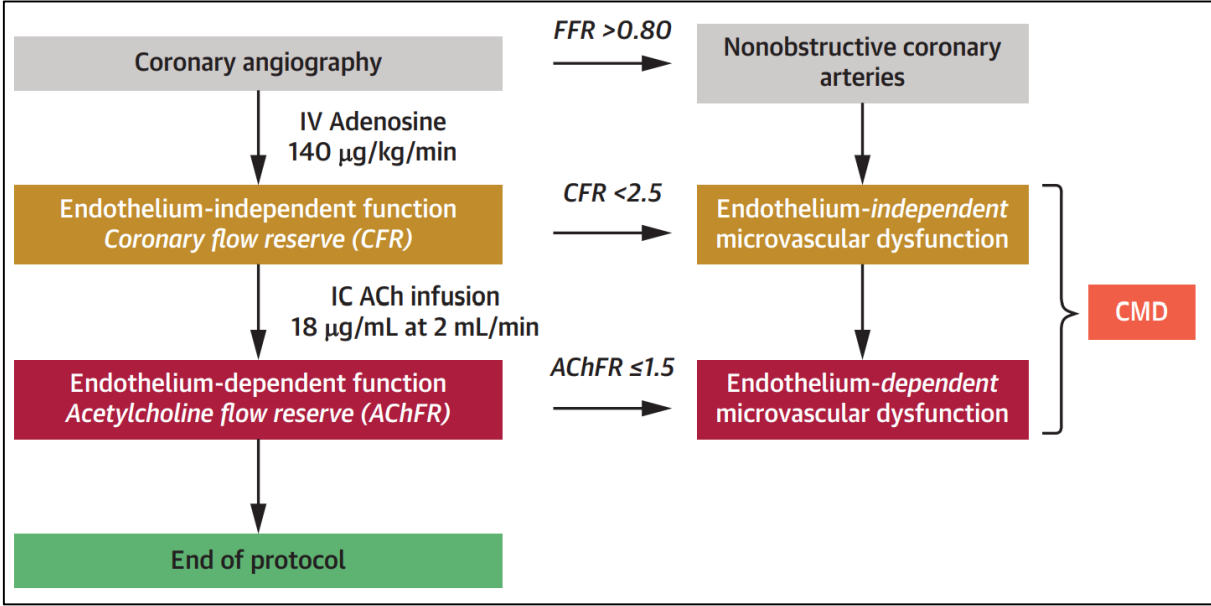 Coronary angiography
FFR >0.80
Nonobstructive coronary
arteries
IV Adenosine
140 μg/kg/min
Endothelium-independent function
Coronary flow reserve (CFR)
CFR <2.5
Endothelium-independent
microvascular dysfunction
IC ACh infusion
18 μg/mL at 2 mL/min
CMD
Endothelium-dependent function
Acetylcholine flow reserve (AChFR)
AChFR ≤1.5
Endothelium-dependent
microvascular dysfunction
End of protocol